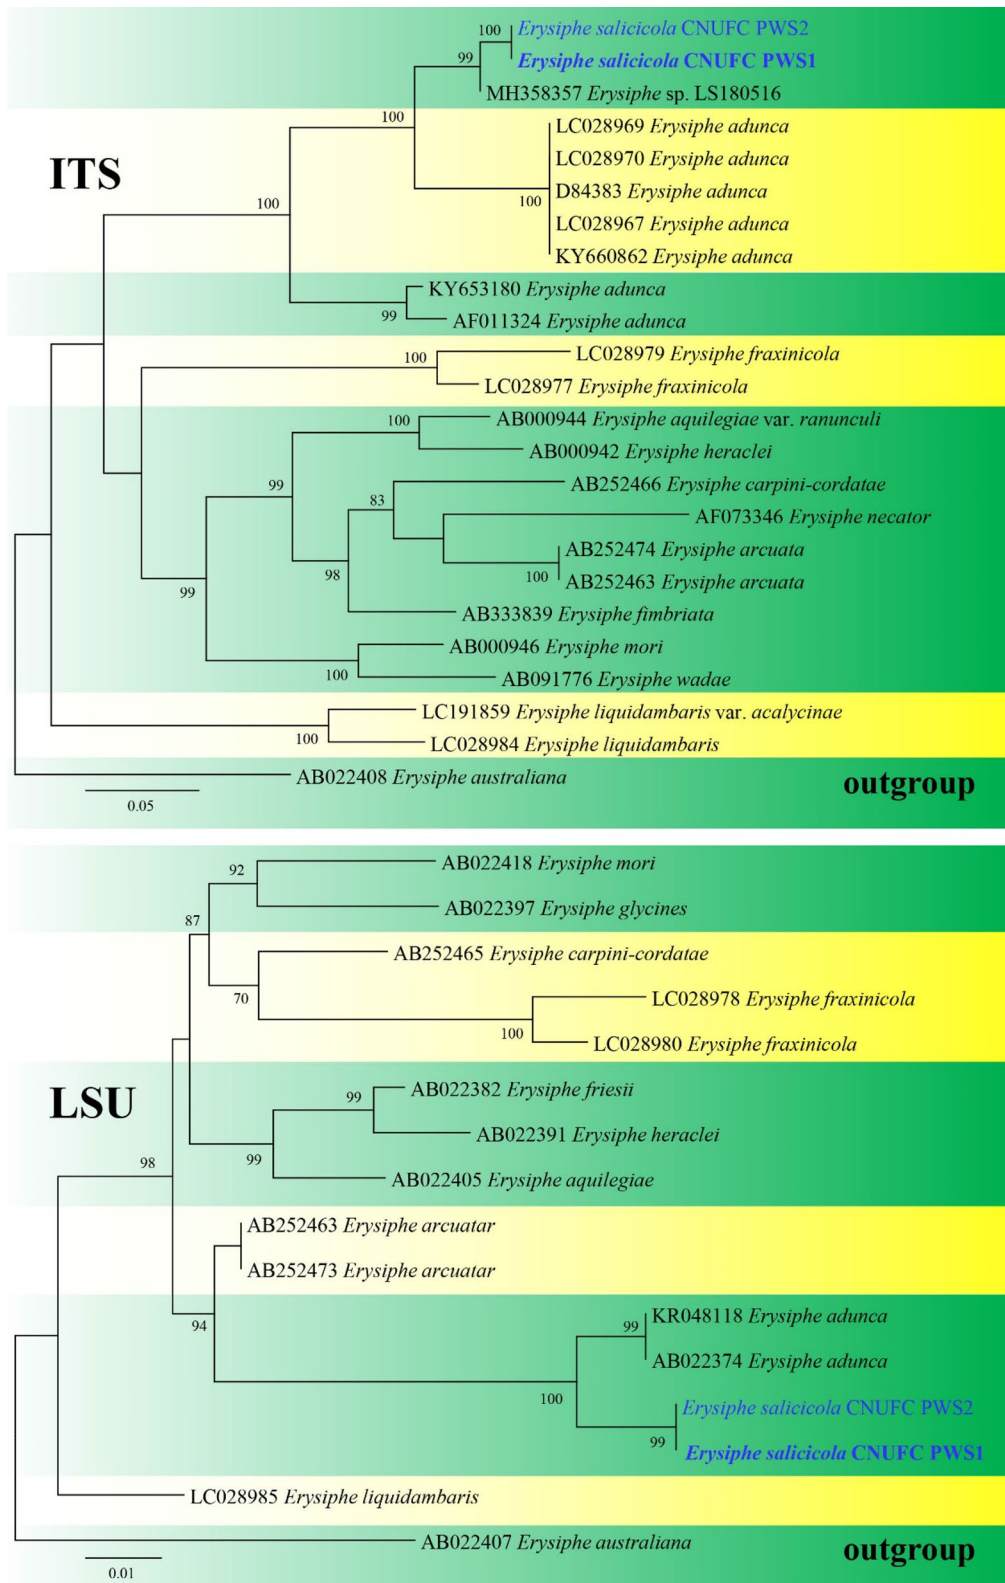 100 Erysiphe salicicola CNUFC PWS2
99 Erysiphe salicicola CNUFC PWS1
MH358357 Erysiphe sp. LS180516
100 LC028969 Erysiphe adunca
ITS LC028970 Erysiphe adunca
100 D84383 Erysiphe adunca
100 LC028967 Erysiphe adunca
KY660862 Erysiphe adunca
KY653180 Erysiphe adunca
99 AF011324 Erysiphe adunca
100 LC028979 Erysiphe fraxinicola
LC028977 Erysiphe fraxinicola
100 AB000944 Erysiphe aquilegiae var. ranunculi
AB000942 Erysiphe heraclei
99 83 AB252466 Erysiphe carpini-cordatae
AF073346 Erysiphe necator
98 AB252474 Erysiphe arcuata
99 100 AB252463 Erysiphe arcuata
AB333839 Erysiphe fimbriata
AB000946 Erysiphe mori
100 AB091776 Erysiphe wadae
LC191859 Erysiphe liquidambaris var. acalycinae
100 LC028984 Erysiphe liquidambaris
AB022408 Erysiphe australiana outgroup
0.05
92 AB022418 Erysiphe mori
87 AB022397 Erysiphe glycines
AB252465 Erysiphe carpini-cordatae
70 LC028978 Erysiphe fraxinicola
100 LC028980 Erysiphe fraxinicola
LSU 99 AB022382 Erysiphe friesii
AB022391 Erysiphe heraclei
98 99 AB022405 Erysiphe aquilegiae
AB252463 Erysiphe arcuatar
AB252473 Erysiphe arcuatar
94 99 KR048118 Erysiphe adunca
AB022374 Erysiphe adunca
100 Erysiphe salicicola CNUFC PWS2
99 Erysiphe salicicola CNUFC PWS1
LC028985 Erysiphe liquidambaris
AB022407 Erysiphe australiana outgroup
0.01